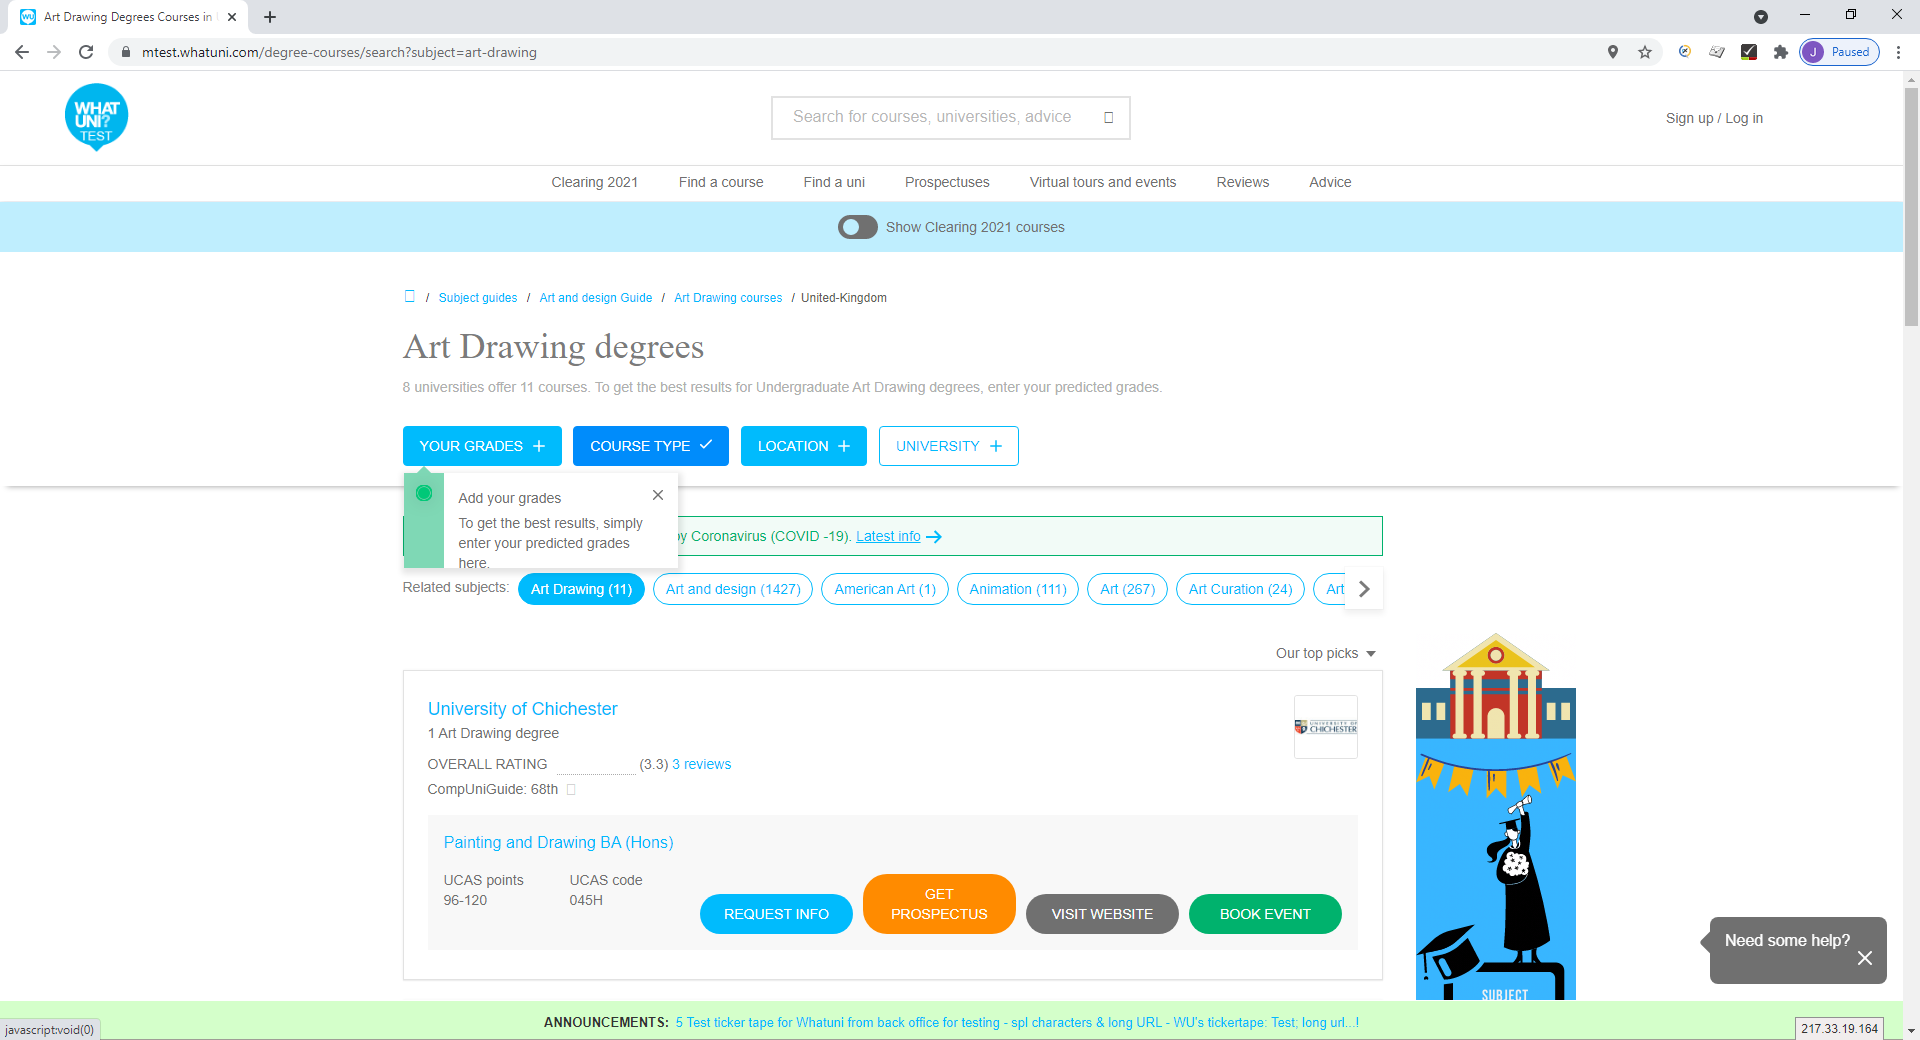 Art Drawing Degrees Courses in
mtest.whatuni.com/degree-courses/search?subject=art-drawing
J Paused
WHAT
UNI?
TEST
Search for courses, universities, advice
Sign up / Log in
Clearing 2021 Find a course Find a uni Prospectuses Virtual tours and events Reviews Advice
Show Clearing 2021 courses
/ Subject guides / Art and design Guide / Art Drawing courses / United-Kingdom
Art Drawing degrees
8 universities offer 11 courses. To get the best results for Undergraduate Art Drawing degrees, enter your predicted grades.
YOUR GRADES COURSE TYPE LOCATION UNIVERSITY
Add your grades
To get the best results, simply
enter your predicted grades
here.
by Coronavirus (COVID -19). Latest info
Related subjects: Art Drawing (11) Art and design (1427) American Art (1) Animation (111) Art (267) Art Curation (24) Art
Our top picks
University of Chichester
UNIVERSITY OF
CHICHESTER
1 Art Drawing degree
OVERALL RATING (3.3) 3 reviews
CompUniGuide: 68th
Painting and Drawing BA (Hons)
UCAS points UCAS code
96-120 045H
REQUEST INFO GET PROSPECTUS VISIT WEBSITE BOOK EVENT
Need some help?
SUBJECT
ANNOUNCEMENTS: 5 Test ticker tape for Whatuni from back office for testing - spl characters & long URL - WU's tickertape: Test; long url...!
javascript:void(0)
217.33.19.164